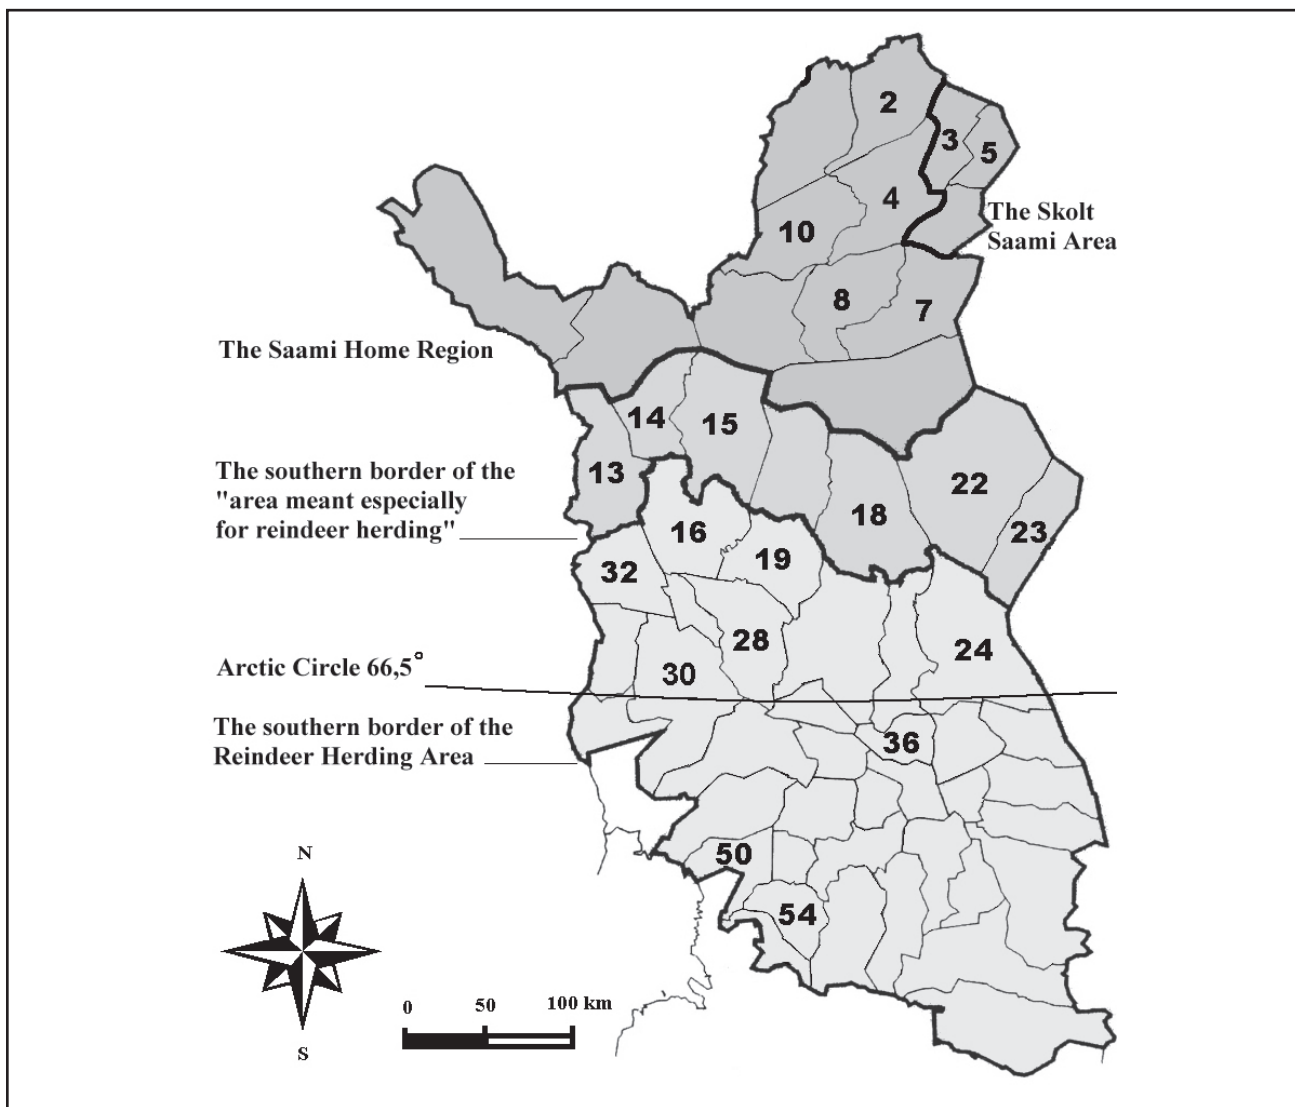 2
3
5
4
The Skolt
Saami Area
10
8
7
The Saami Home Region
14
15
13
The southern border of the
"area meant especially
for reindeer herding"
22
18
23
16
19
32
28
24
30
Arctic Circle 66,5°
The southern border of the
Reindeer Herding Area
36
50
54
N
S
0 50 100 km